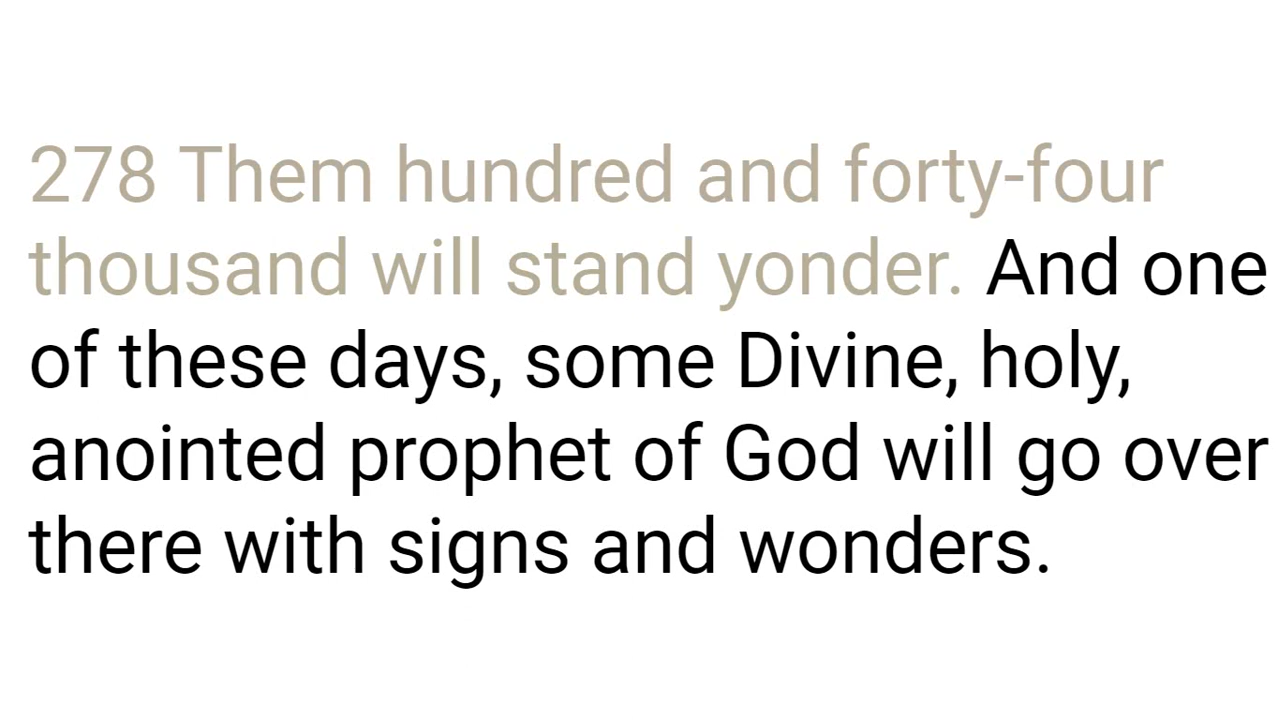 278 Them hundred and forty-four
thousand will stand yonder. And one
of these days, some Divine, holy,
anointed prophet of God will go over
there with signs and wonders.